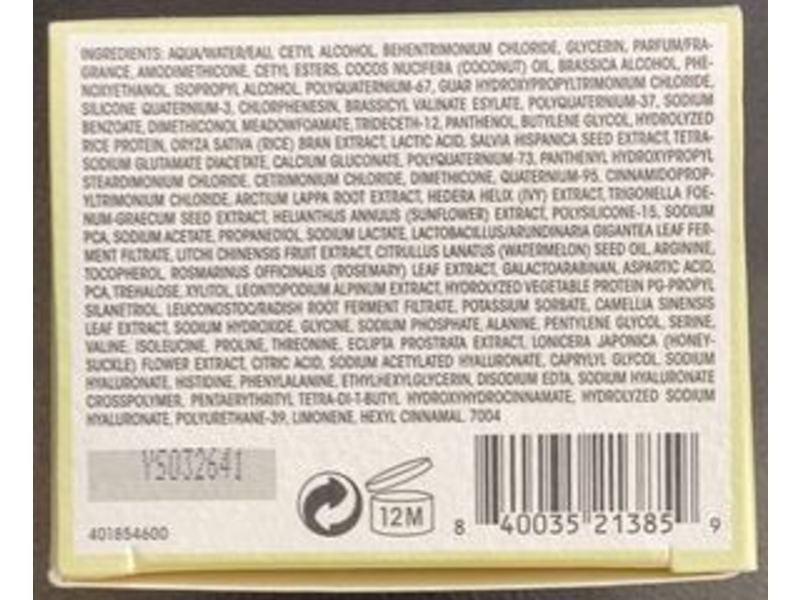 INGREDIENTS: AQUA/WATER/EAU, CETYL ALCOHOL, BEHENTRIMONIUM CHLORIDE, GLYCERIN, PARFUM/FRA-
GRANCE, AMODIMETHICONE, CETYL ESTERS, COCOS NUCIFERA (COCONUT) OIL, BRASSICA ALCOHOL, PHE-
NOXYETHANOL, ISOPROPYL ALCOHOL, POLYQUATERNIUM-67, GUAR HYDROXYPROPYLTRIMONIUM CHLORIDE,
SILICONE QUATERNIUM-3, CHLORPHENESIN, BRASSICYL VALINATE ESYLATE, POLYQUATERNIUM-37, SODIUM
BENZOATE, DIMETHICONOL MEADOWFOAMATE, TRIDECETH-12, PANTHENOL, BUTYLENE GLYCOL, HYDROLYZED
RICE PROTEIN, ORYZA SATIVA (RICE) BRAN EXTRACT, LACTIC ACID, SALVIA HISPANICA SEED EXTRACT, TETRA-
SODIUM GLUTAMATE DIACETATE, CALCIUM GLUCONATE, POLYQUATERNIUM-73, PANTHENYL HYDROXYPROPYL
STEARDIMONIUM CHLORIDE, CETRIMONIUM CHLORIDE, DIMETHICONE, QUATERNIUM-95, CINNAMIDOPROP-
YLTRIMONIUM CHLORIDE, ARCTIUM LAPPA ROOT EXTRACT, HEDERA HELIX (IVY) EXTRACT, TRIGONELLA FOE-
NUM-GRAECUM SEED EXTRACT, HELIANTHUS ANNUUS (SUNFLOWER) EXTRACT, POLYSILICONE-15, SODIUM
PCA, SODIUM ACETATE, PROPANEDIOL, SODIUM LACTATE, LACTOBACILLUS/ARUNDINARIA GIGANTEA LEAF FER-
MENT FILTRATE, LITCHI CHINENSIS FRUIT EXTRACT, CITRULLUS LANATUS (WATERMELON) SEED OIL, ARGININE,
TOCOPHEROL, ROSMARINUS OFFICINALIS (ROSEMARY) LEAF EXTRACT, GALACTOARABINAN, ASPARTIC ACID,
PCA, TREHALOSE, XYLITOL, LEONTOPODIUM ALPINUM EXTRACT, HYDROLYZED VEGETABLE PROTEIN PG-PROPYL
SILANETRIOL, LEUCONOSTOC/RADISH ROOT FERMENT FILTRATE, POTASSIUM SORBATE, CAMELLIA SINENSIS
LEAF EXTRACT, SODIUM HYDROXIDE, GLYCINE, SODIUM PHOSPHATE, ALANINE, PENTYLENE GLYCOL, SERINE,
VALINE, ISOLEUCINE, PROLINE, THREONINE, ECLIPTA PROSTRATA EXTRACT, LONICERA JAPONICA (HONEY-
SUCKLE) FLOWER EXTRACT, CITRIC ACID, SODIUM ACETYLATED HYALURONATE, CAPRYLYL GLYCOL, SODIUM
HYALURONATE, HISTIDINE, PHENYLALANINE, ETHYLHEXYLGLYCERIN, DISODIUM EDTA, SODIUM HYALURONATE
CROSSPOLYMER, PENTAERYTHRITYL TETRA-DI-T-BUTYL HYDROXYHYDROCINNAMATE, HYDROLYZED SODIUM
HYALURONATE, POLYURETHANE-39, LIMONENE, HEXYL CINNAMAL. 7004
Y5032641
12M
401854600
8 40035 21385 9